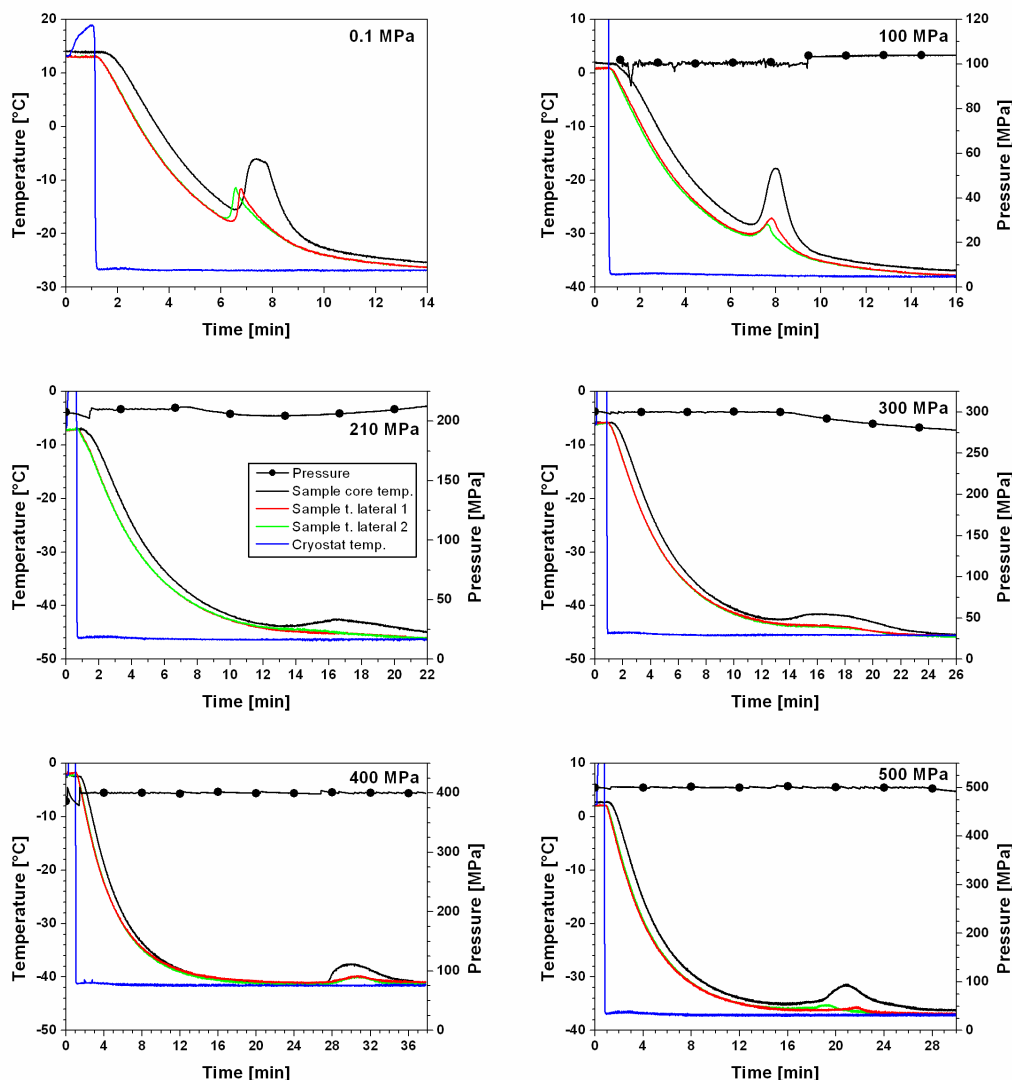 0.1 MPa
Temperature [°C]
20
10
0
-10
-20
-30
0 2 4 6 8 10 12 14
Time [min]
100 MPa
Temperature [°C]
10
0
-10
-20
-30
-40
Pressure [MPa]
120
100
80
60
40
20
0
0 2 4 6 8 10 12 14 16
Time [min]
210 MPa
Temperature [°C]
0
-10
-20
-30
-40
-50
Pressure
Sample core temp.
Sample t. lateral 1
Sample t. lateral 2
Cryostat temp.
Pressure [MPa]
200
150
100
50
0
0 2 4 6 8 10 12 14 16 18 20 22
Time [min]
300 MPa
Temperature [°C]
0
-10
-20
-30
-40
-50
Pressure [MPa]
300
250
200
150
100
50
0
0 2 4 6 8 10 12 14 16 18 20 22 24 26
Time [min]
400 MPa
Temperature [°C]
0
-10
-20
-30
-40
-50
Pressure [MPa]
400
300
200
100
0
0 4 8 12 16 20 24 28 32 36
Time [min]
500 MPa
Temperature [°C]
10
0
-10
-20
-30
-40
Pressure [MPa]
500
400
300
200
100
0
0 4 8 12 16 20 24 28
Time [min]